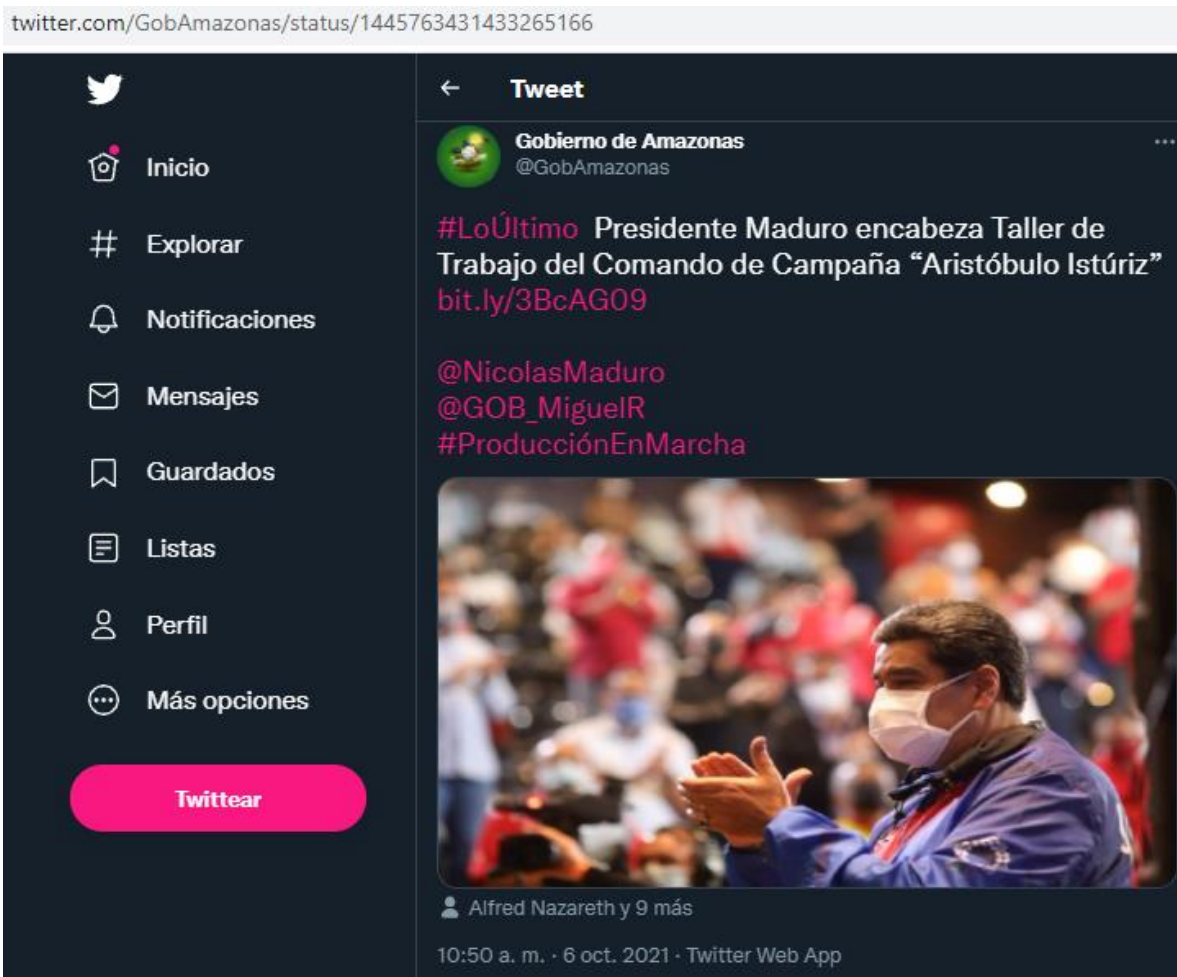 twitter.com/GobAmazonas/status/1445763431433265166
Tweet
Inicio
Explorar
Notificaciones
Mensajes
Guardados
Listas
Perfil
Más opciones
Twittear
Gobierno de Amazonas
@GobAmazonas
#LoÚltimo Presidente Maduro encabeza Taller de
Trabajo del Comando de Campaña “Aristóbulo Istúriz”
bit.ly/3BcAG09
@NicolasMaduro
@GOB_MiguelR
#ProducciónEnMarcha
Alfred Nazareth y 9 más
10:50 a. m. · 6 oct. 2021 · Twitter Web App